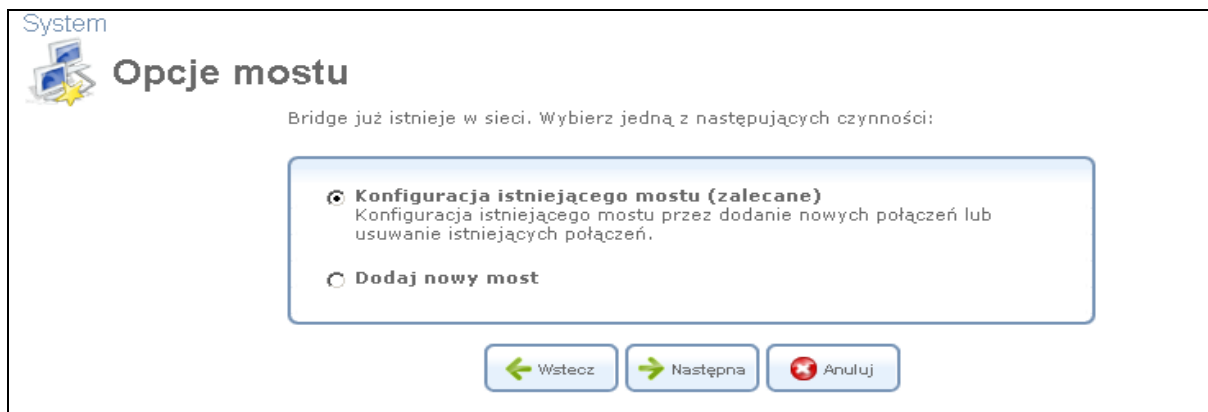 System
Opcje mostu
Bridge już istnieje w sieci. Wybierz jedną z następujących czynności:
Konfiguracja istniejącego mostu (zalecane)
Konfiguracja istniejącego mostu przez dodanie nowych połączeń lub
usuwanie istniejących połączeń.
Dodaj nowy most
Wstecz
Następna
Anuluj